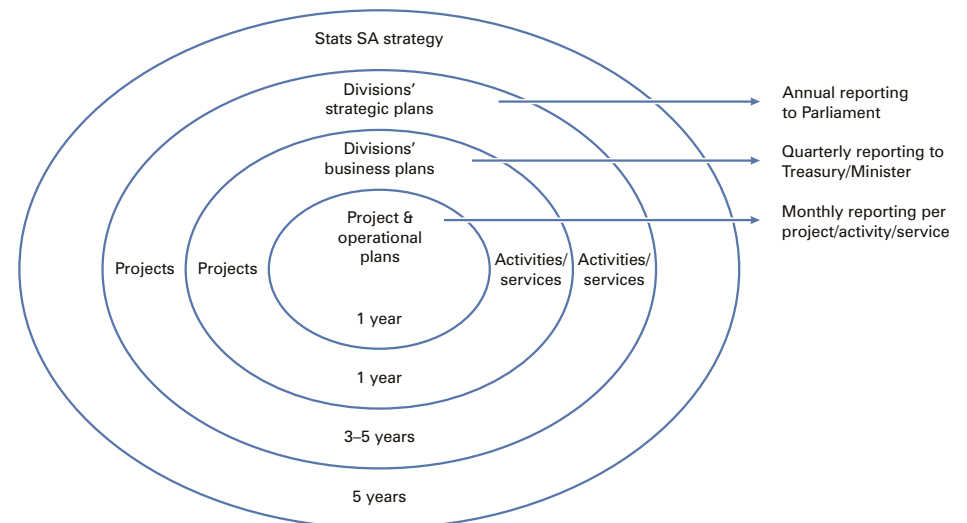 Stats SA strategy
Divisions'
strategic plans
Annual reporting
to Parliament
Divisions'
business plans
Quarterly reporting to
Treasury/Minister
Project &
operational
plans
Monthly reporting per
project/activity/service
Projects
Projects
Activities/
services
Activities/
services
1 year
1 year
3–5 years
5 years